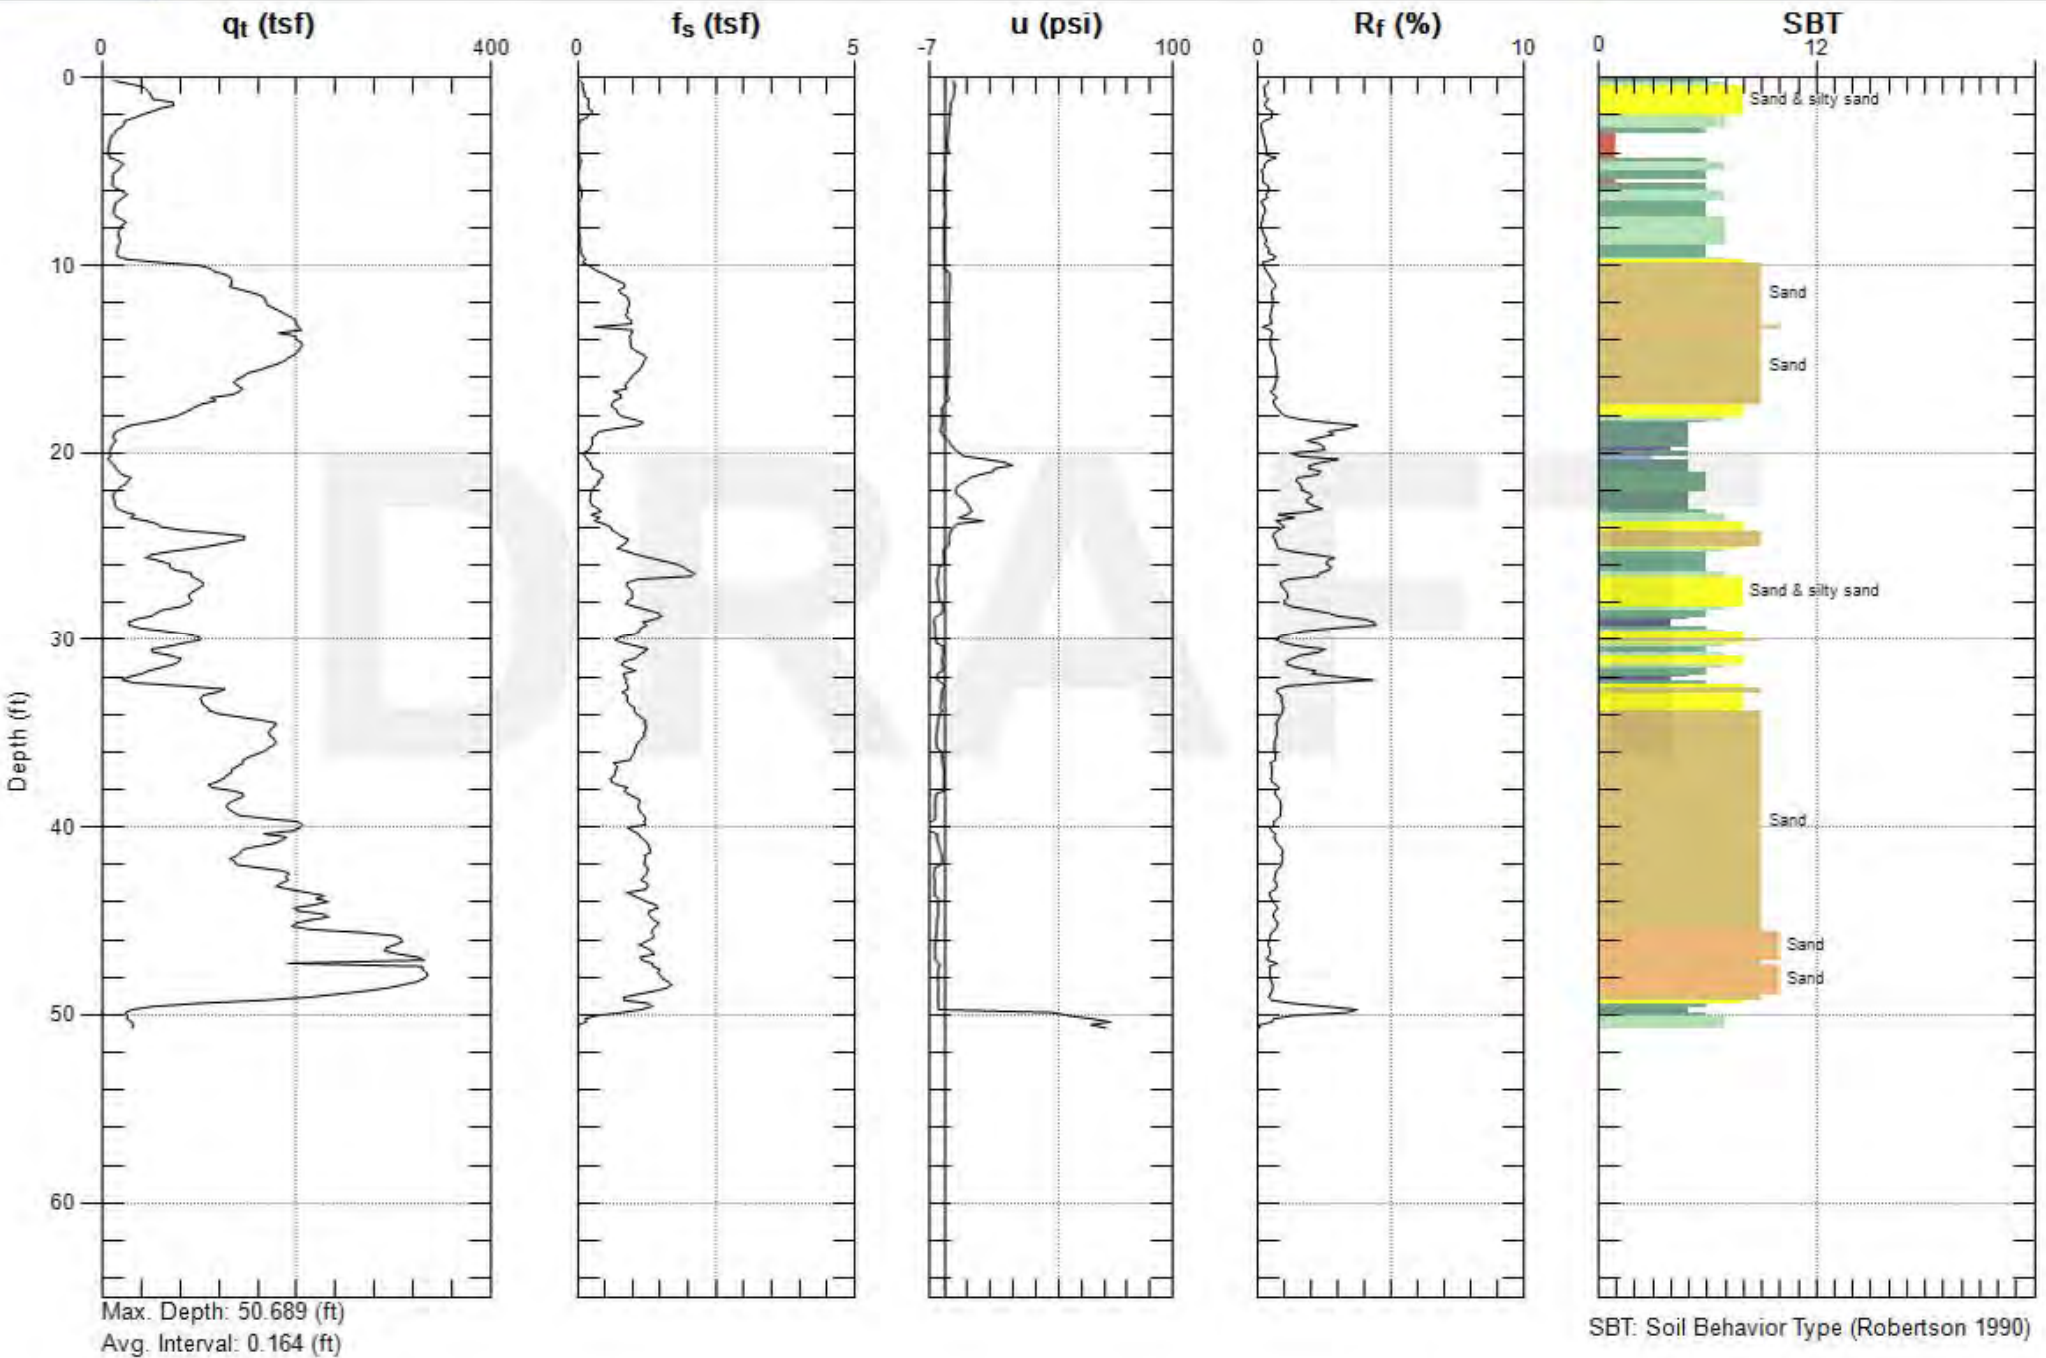 qt (tsf) fs (tsf) u (psi) Rf (%) SBT
0 400 0 5 -7 100 0 10 0 12
0
Sand & silty sand
10
Sand
Sand
20
DRAFT
Sand & silty sand
30
Depth (ft)
Sand
40
Sand
Sand
50
60
Max. Depth: 50.689 (ft)
Avg. Interval: 0.164 (ft)
SBT: Soil Behavior Type (Robertson 1990)